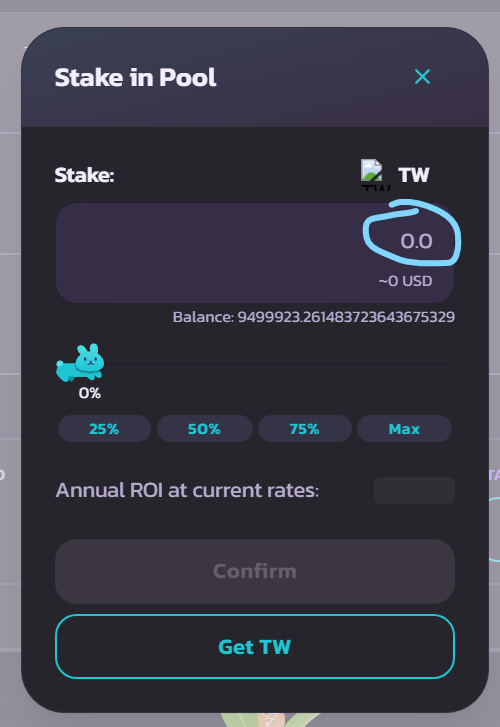 Stake in Pool
Stake:
TW
TW
0.0
~0 USD
Balance: 9499923.261483723643675329
0%
25% 50% 75% Max
Annual ROI at current rates:
Confirm
Get TW